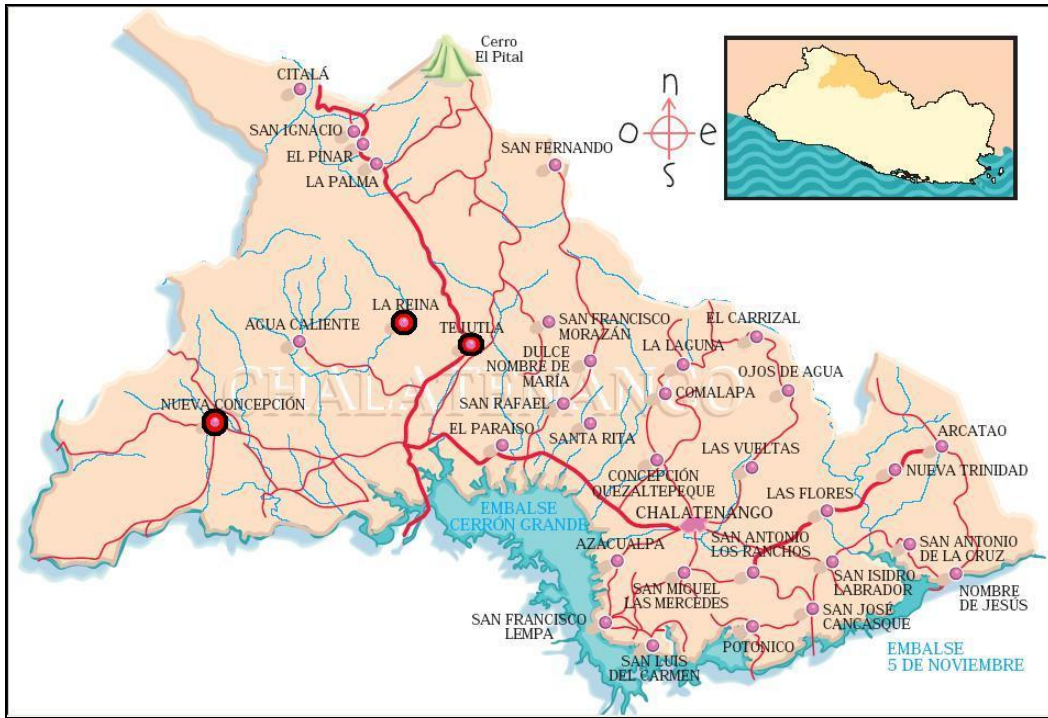 Cerro
El Pital
CITALÁ
n
o
e
s
SAN IGNACIO
EL PINAR
LA PALMA
SAN FERNANDO
LA REINA
AGUA CALIENTE
TEJUTLA
SAN FRANCISCO
MORAZÁN
EL CARRIZAL
LA LAGUNA
DULCE
NOMBRE DE
MARÍA
OJOS DE AGUA
CHALATENANGO
COMALAPA
NUEVA CONCEPCIÓN
SAN RAFAEL
EL PARAISO
SANTA RITA
LAS VUELTAS
ARCATAO
NUEVA TRINIDAD
CONCEPCIÓN
QUEZALTEPEQUE
LAS FLORES
EMBALSE
CERRÓN GRANDE
CHALATENANGO
AZACUALPA
SAN ANTONIO
LOS RANCHOS
SAN ANTONIO
DE LA CRUZ
SAN MIGUEL
LAS MERCEDES
SAN ISIDRO
LABRADOR
NOMBRE
DE JESÚS
SAN FRANCISCO
LEMPA
SAN JOSÉ
CANCASQUE
POTONICO
SAN LUIS
DEL CARMEN
EMBALSE
5 DE NOVIEMBRE